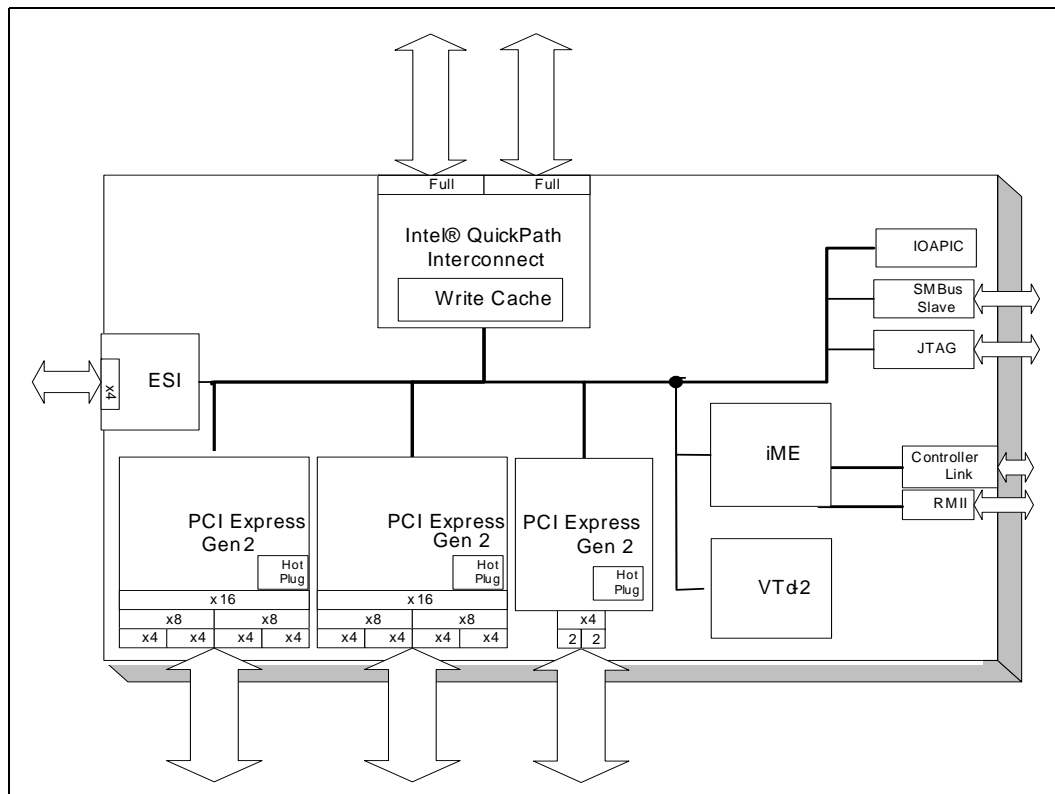 Full Full
Intel® QuickPath
Interconnect
Write Cache
IOAPIC
SMBus
Slave
JTAG
x4
ESI
iME
Controller
Link
RMII
VTd-2
PCI Express
Gen2
Hot
Plug
x16
x8 x8
x4 x4 x4 x4
PCI Express
Gen 2
Hot
Plug
x16
x8 x8
x4 x4 x4 x4
PCI Express
Gen 2
Hot
Plug
x4
2 2